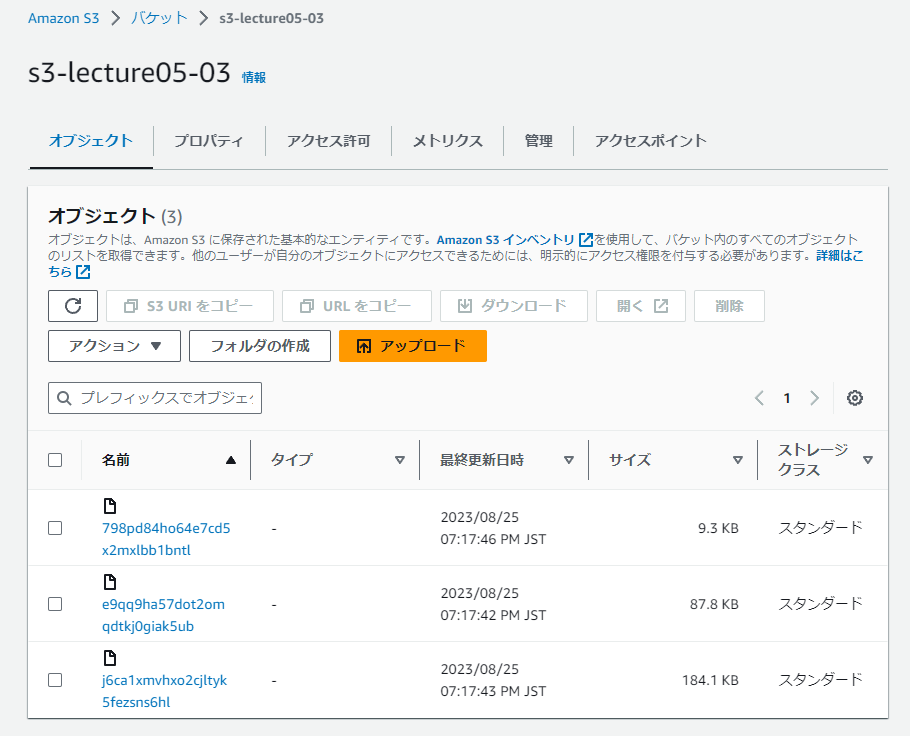 Amazon S3 > バケット > s3-lecture05-03
s3-lecture05-03 情報
オブジェクト プロパティ アクセス許可 メトリクス 管理 アクセスポイント
オブジェクト (3)
オブジェクトは、Amazon S3 に保存された基本的なエンティティです。Amazon S3 インベントリ を使用して、バケット内のすべてのオブジェクト
のリストを取得できます。他のユーザーが自分のオブジェクトにアクセスできるためには、明示的にアクセス権限を付与する必要があります。詳細はこ
ちら
S3 URI をコピー URL をコピー ダウンロード 開く 削除
アクション ▼ フォルダの作成 アップロード
プレフィックスでオブジェク
1
名前 タイプ 最終更新日時 サイズ ストレージ
クラス
798pd84ho64e7cd5
x2mxlbb1bntl
-
2023/08/25
07:17:46 PM JST
9.3 KB
スタンダード
e9qq9ha57dot2om
qdtkj0giak5ub
-
2023/08/25
07:17:42 PM JST
87.8 KB
スタンダード
j6ca1xmvhxo2cjltyk
5fezsns6hl
-
2023/08/25
07:17:43 PM JST
184.1 KB
スタンダード